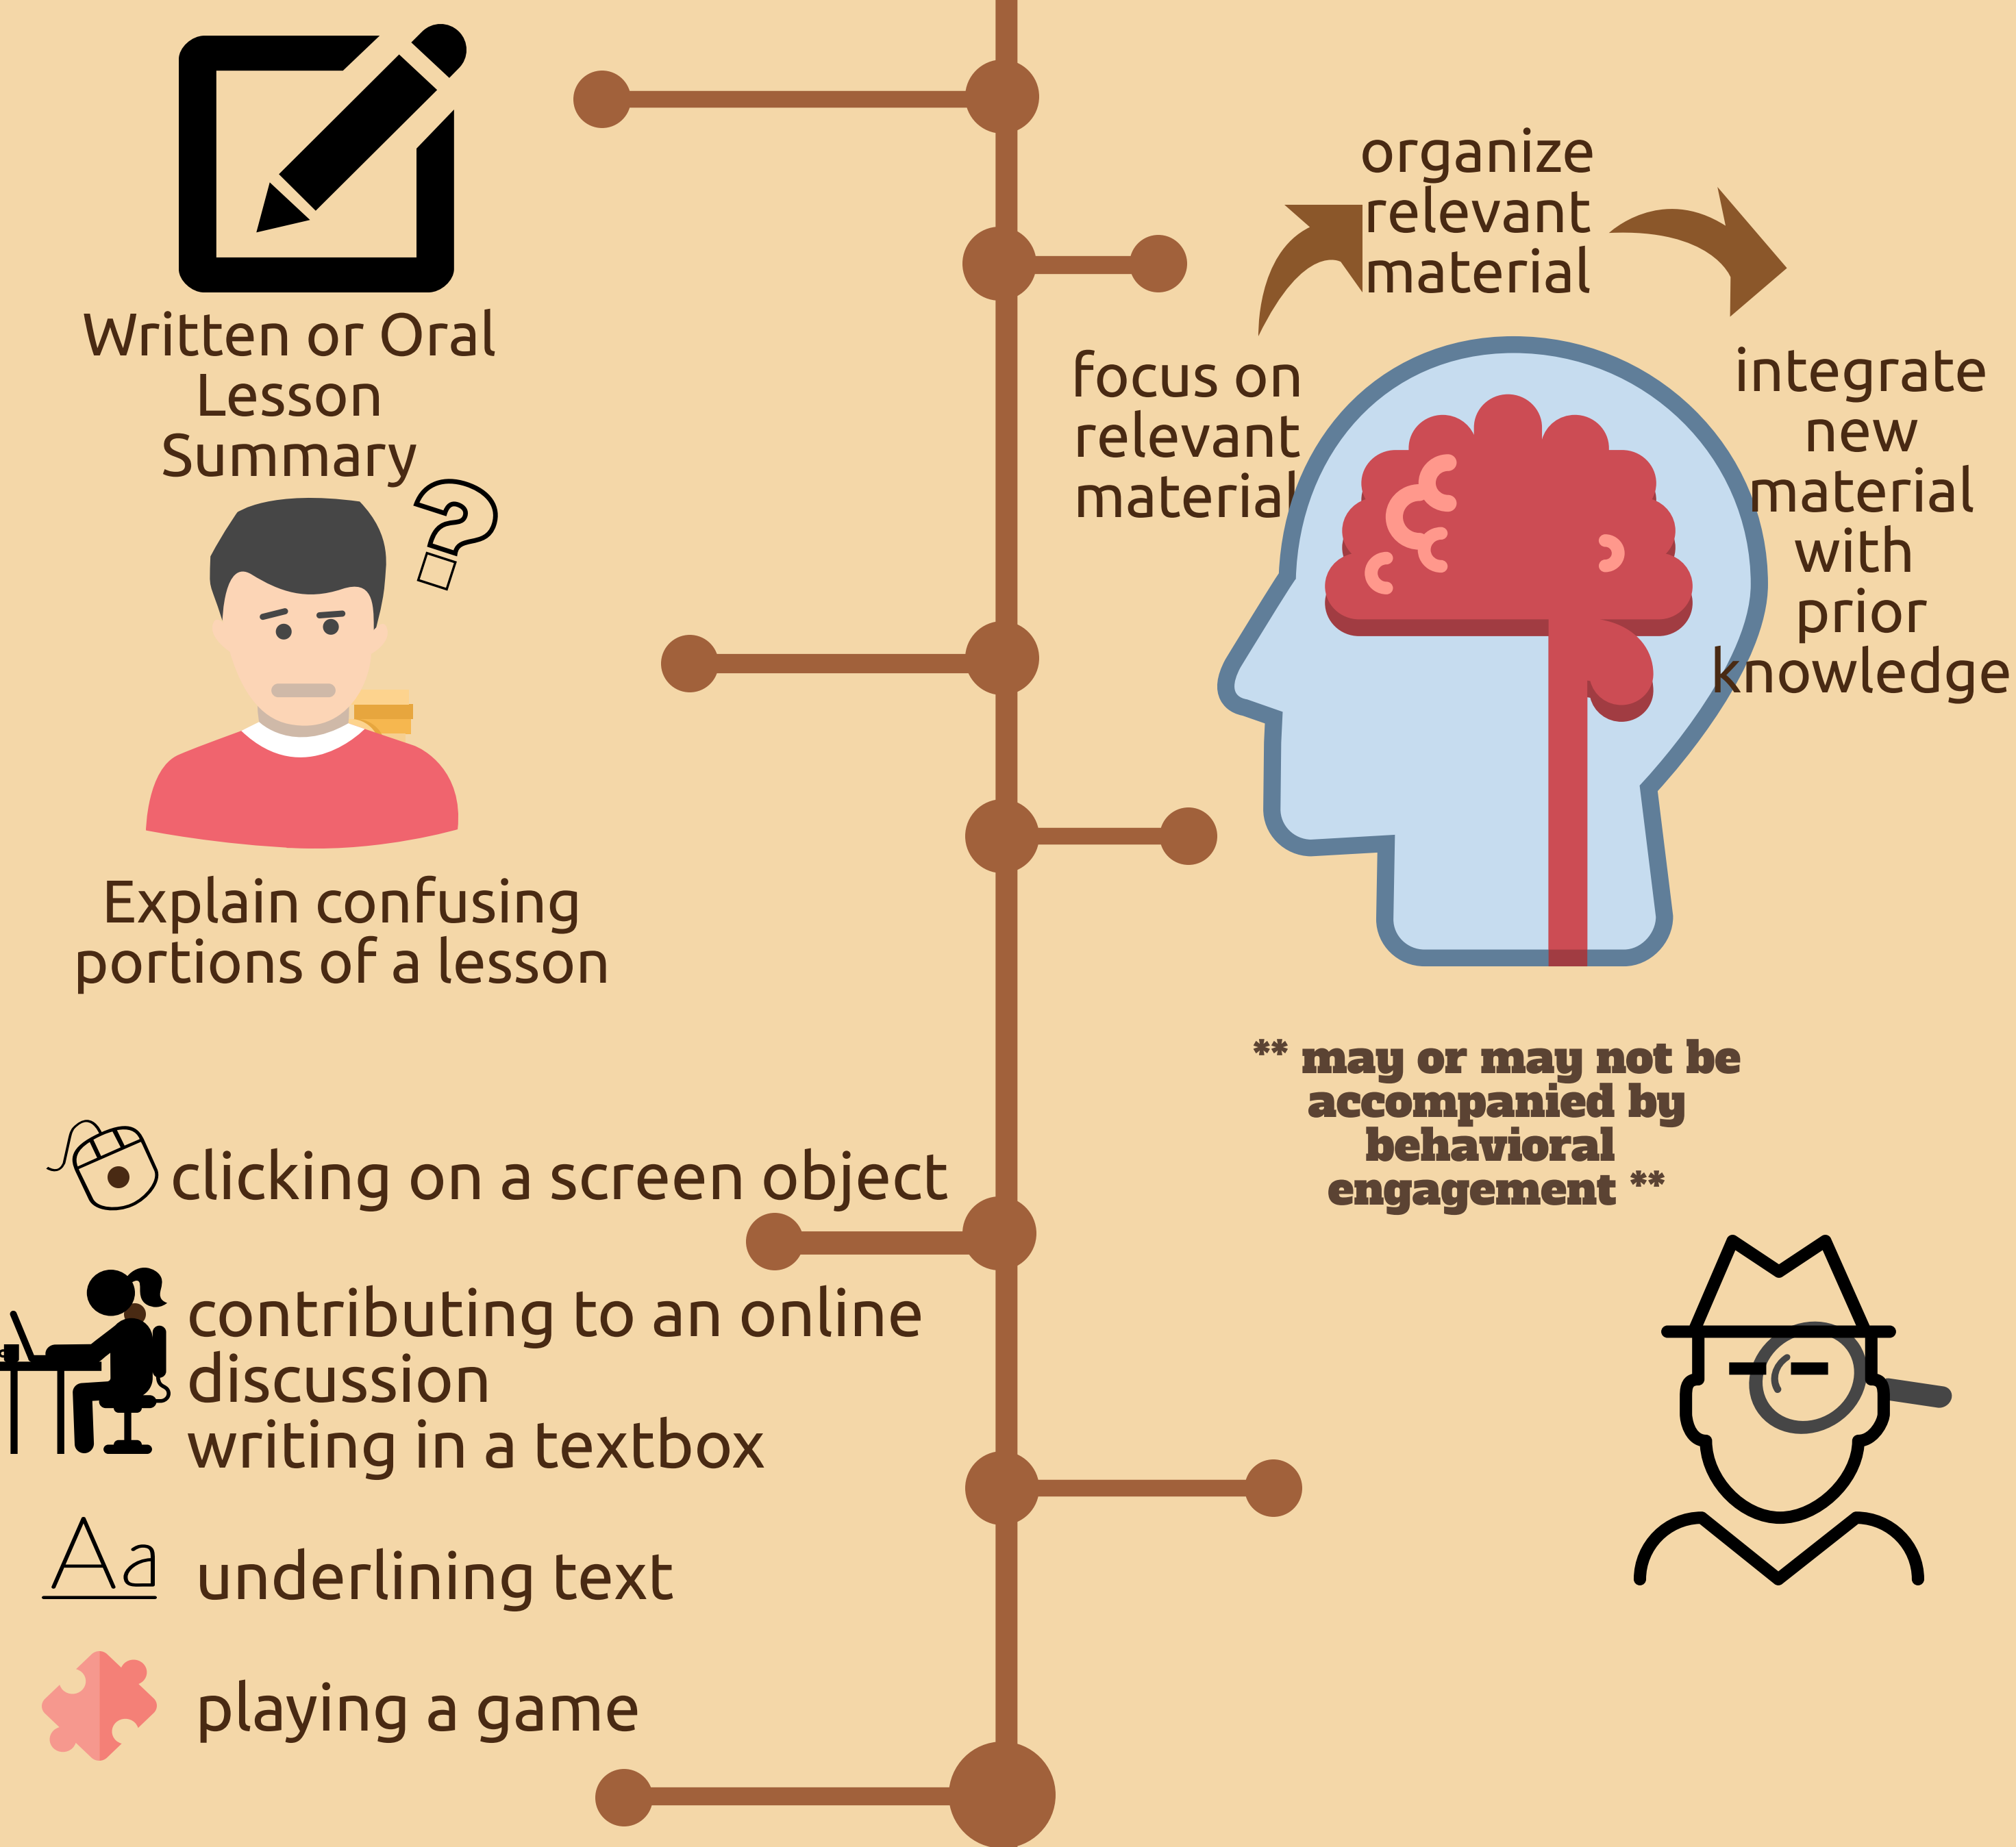 Written or Oral
Lesson
Summary
?
Explain confusing
portions of a lesson
clicking on a screen object
contributing to an online
discussion
writing in a textbox
Aa
underlining text
playing a game
organize
relevant
material
focus on
relevant
material
integrate
new
material
with
prior
knowledge
** may or may not be
accompanied by
behavioral
engagement **